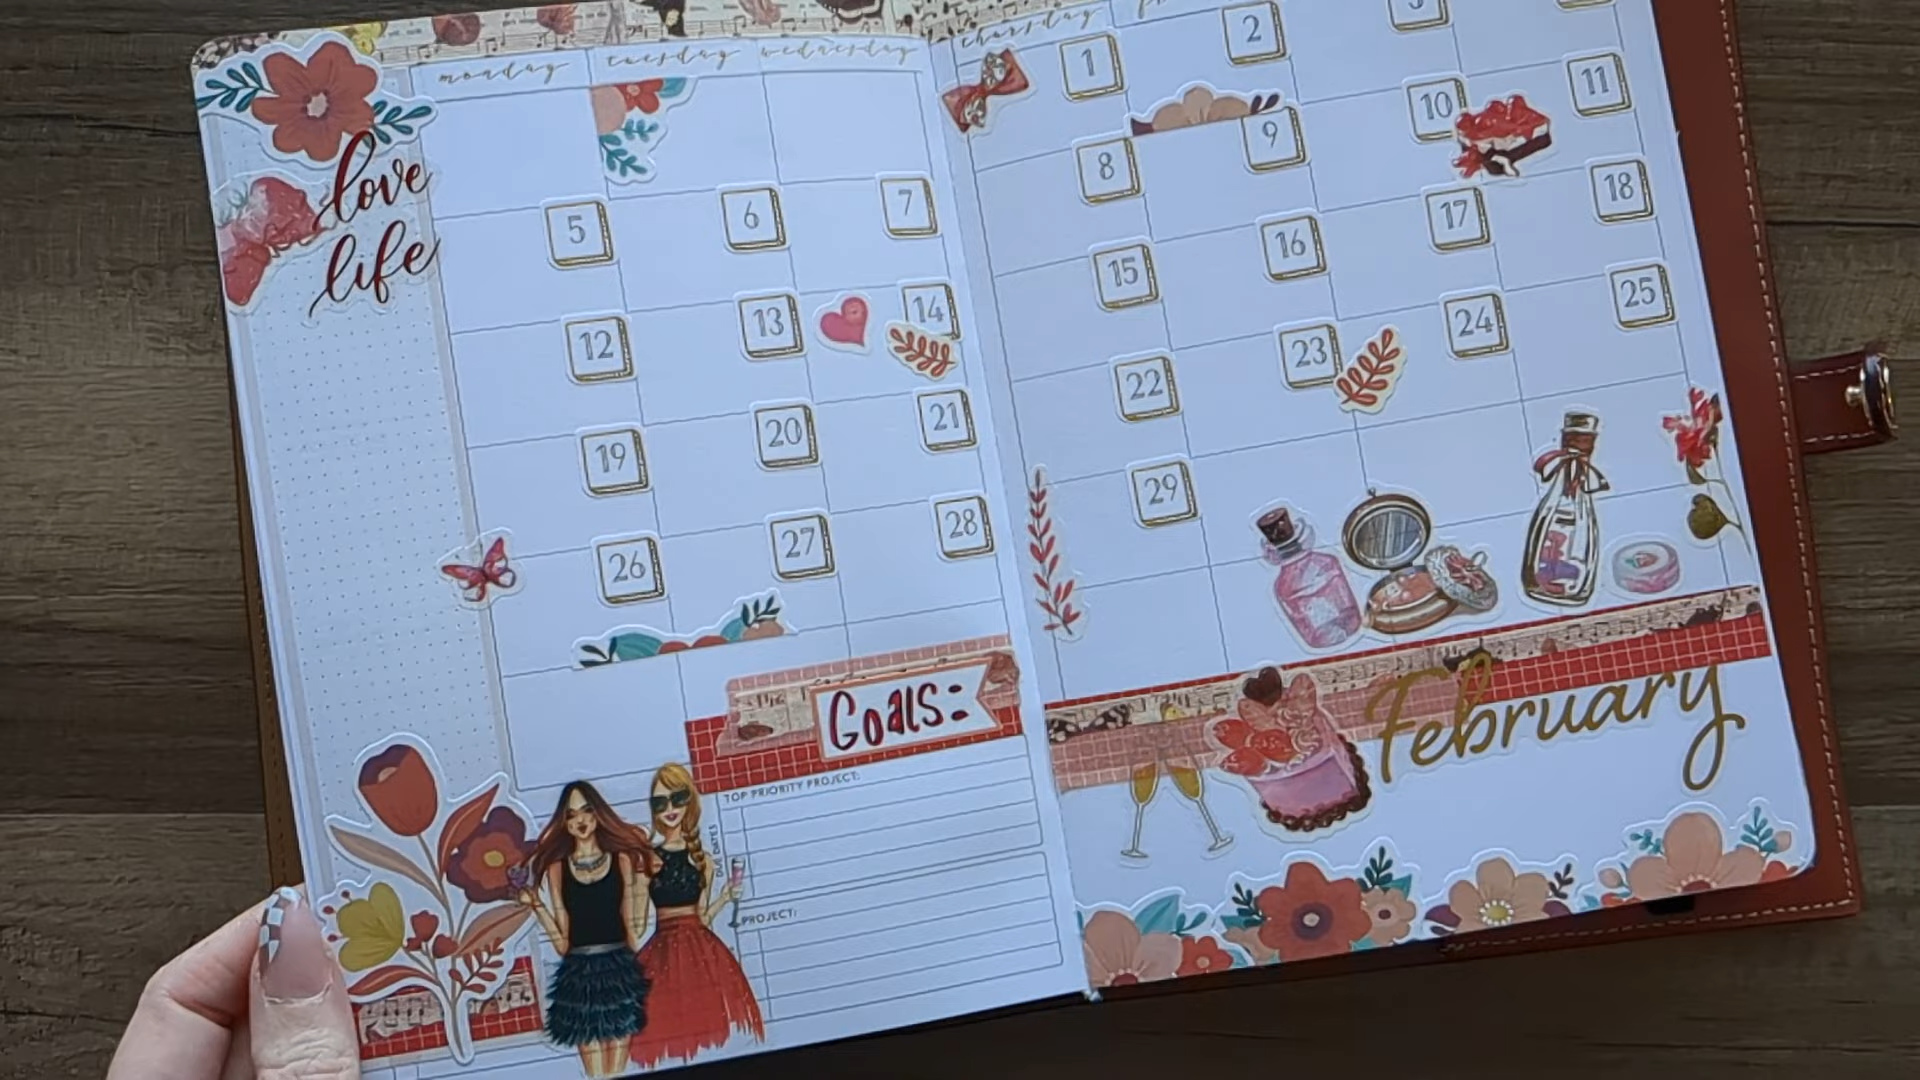 monday tuesday wednesday thursday
1 2
8 9 10 11
5 6 7
15 16 17 18
12 13 14
22 23 24 25
19 20 21
29
26 27 28
love
life
Goals:
TOP PRIORITY PROJECT:
DUE DATES
PROJECT:
February